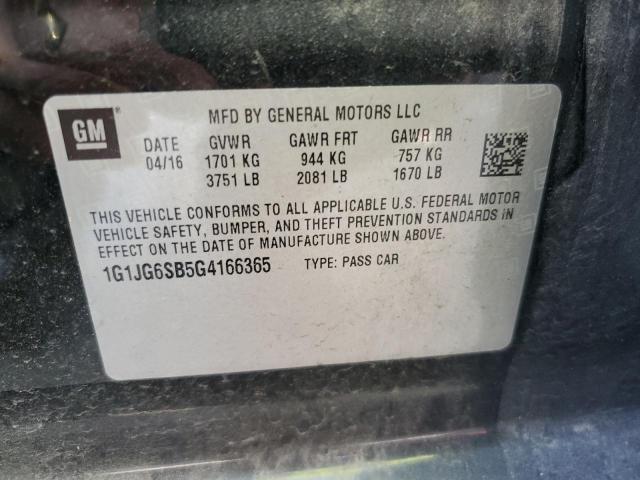 GM®
MFD BY GENERAL MOTORS LLC
DATE GVWR GAWR FRT GAWR RR
04/16 1701 KG 944 KG 757 KG
3751 LB 2081 LB 1670 LB
THIS VEHICLE CONFORMS TO ALL APPLICABLE U.S. FEDERAL MOTOR
VEHICLE SAFETY, BUMPER, AND THEFT PREVENTION STANDARDS IN
EFFECT ON THE DATE OF MANUFACTURE SHOWN ABOVE.
1G1JG6SB5G4166365 TYPE: PASS CAR